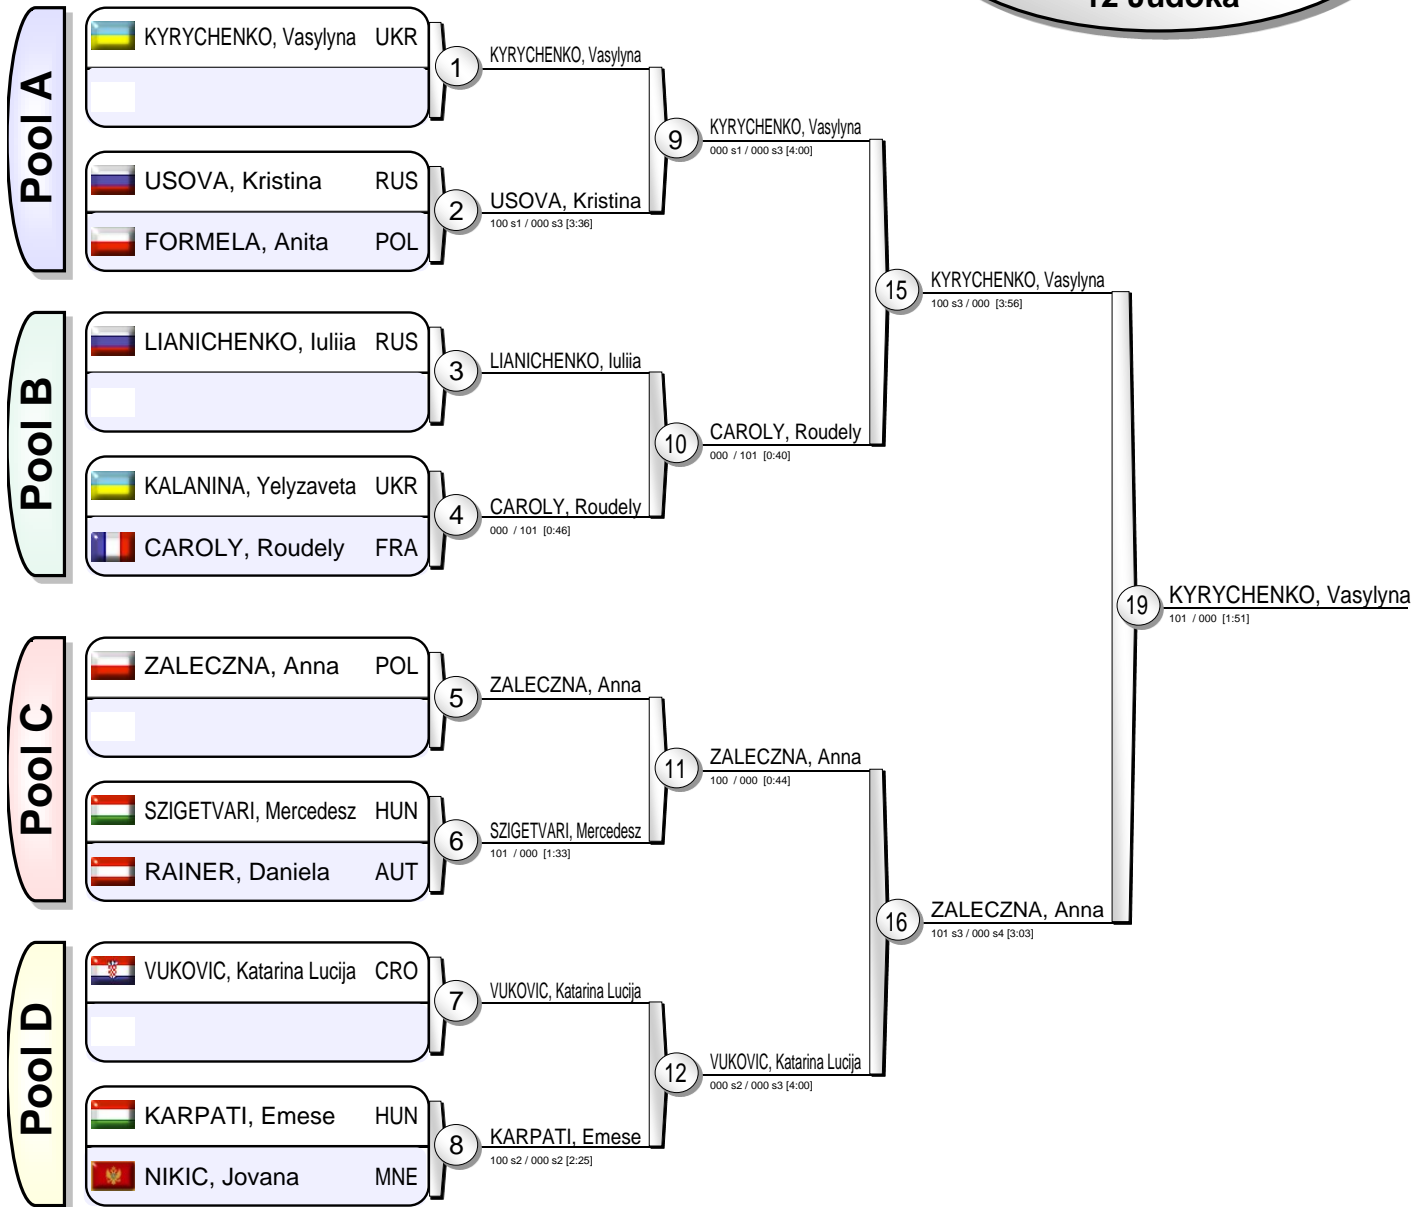 12 Judoka
Pool A
KYRYCHENKO, Vasylyna UKR
USOVA, Kristina RUS
FORMELA, Anita POL
1
KYRYCHENKO, Vasylyna
2
USOVA, Kristina
100 s1 / 000 s3 [3:36]
9
KYRYCHENKO, Vasylyna
000 s1 / 000 s3 [4:00]
Pool B
LIANICHENKO, Iuliia RUS
KALANINA, Yelyzaveta UKR
CAROLY, Roudely FRA
3
LIANICHENKO, Iuliia
4
CAROLY, Roudely
000 / 101 [0:46]
10
CAROLY, Roudely
000 / 101 [0:40]
15
KYRYCHENKO, Vasylyna
100 s3 / 000 [3:56]
Pool C
ZALECZNA, Anna POL
SZIGETVARI, Mercedesz HUN
RAINER, Daniela AUT
5
ZALECZNA, Anna
6
SZIGETVARI, Mercedesz
101 / 000 [1:33]
11
ZALECZNA, Anna
100 / 000 [0:44]
Pool D
VUKOVIC, Katarina Lucija CRO
KARPATI, Emese HUN
NIKIC, Jovana MNE
7
VUKOVIC, Katarina Lucija
8
KARPATI, Emese
100 s2 / 000 s2 [2:25]
12
VUKOVIC, Katarina Lucija
000 s2 / 000 s3 [4:00]
16
ZALECZNA, Anna
101 s3 / 000 s4 [3:03]
19
KYRYCHENKO, Vasylyna
101 / 000 [1:51]